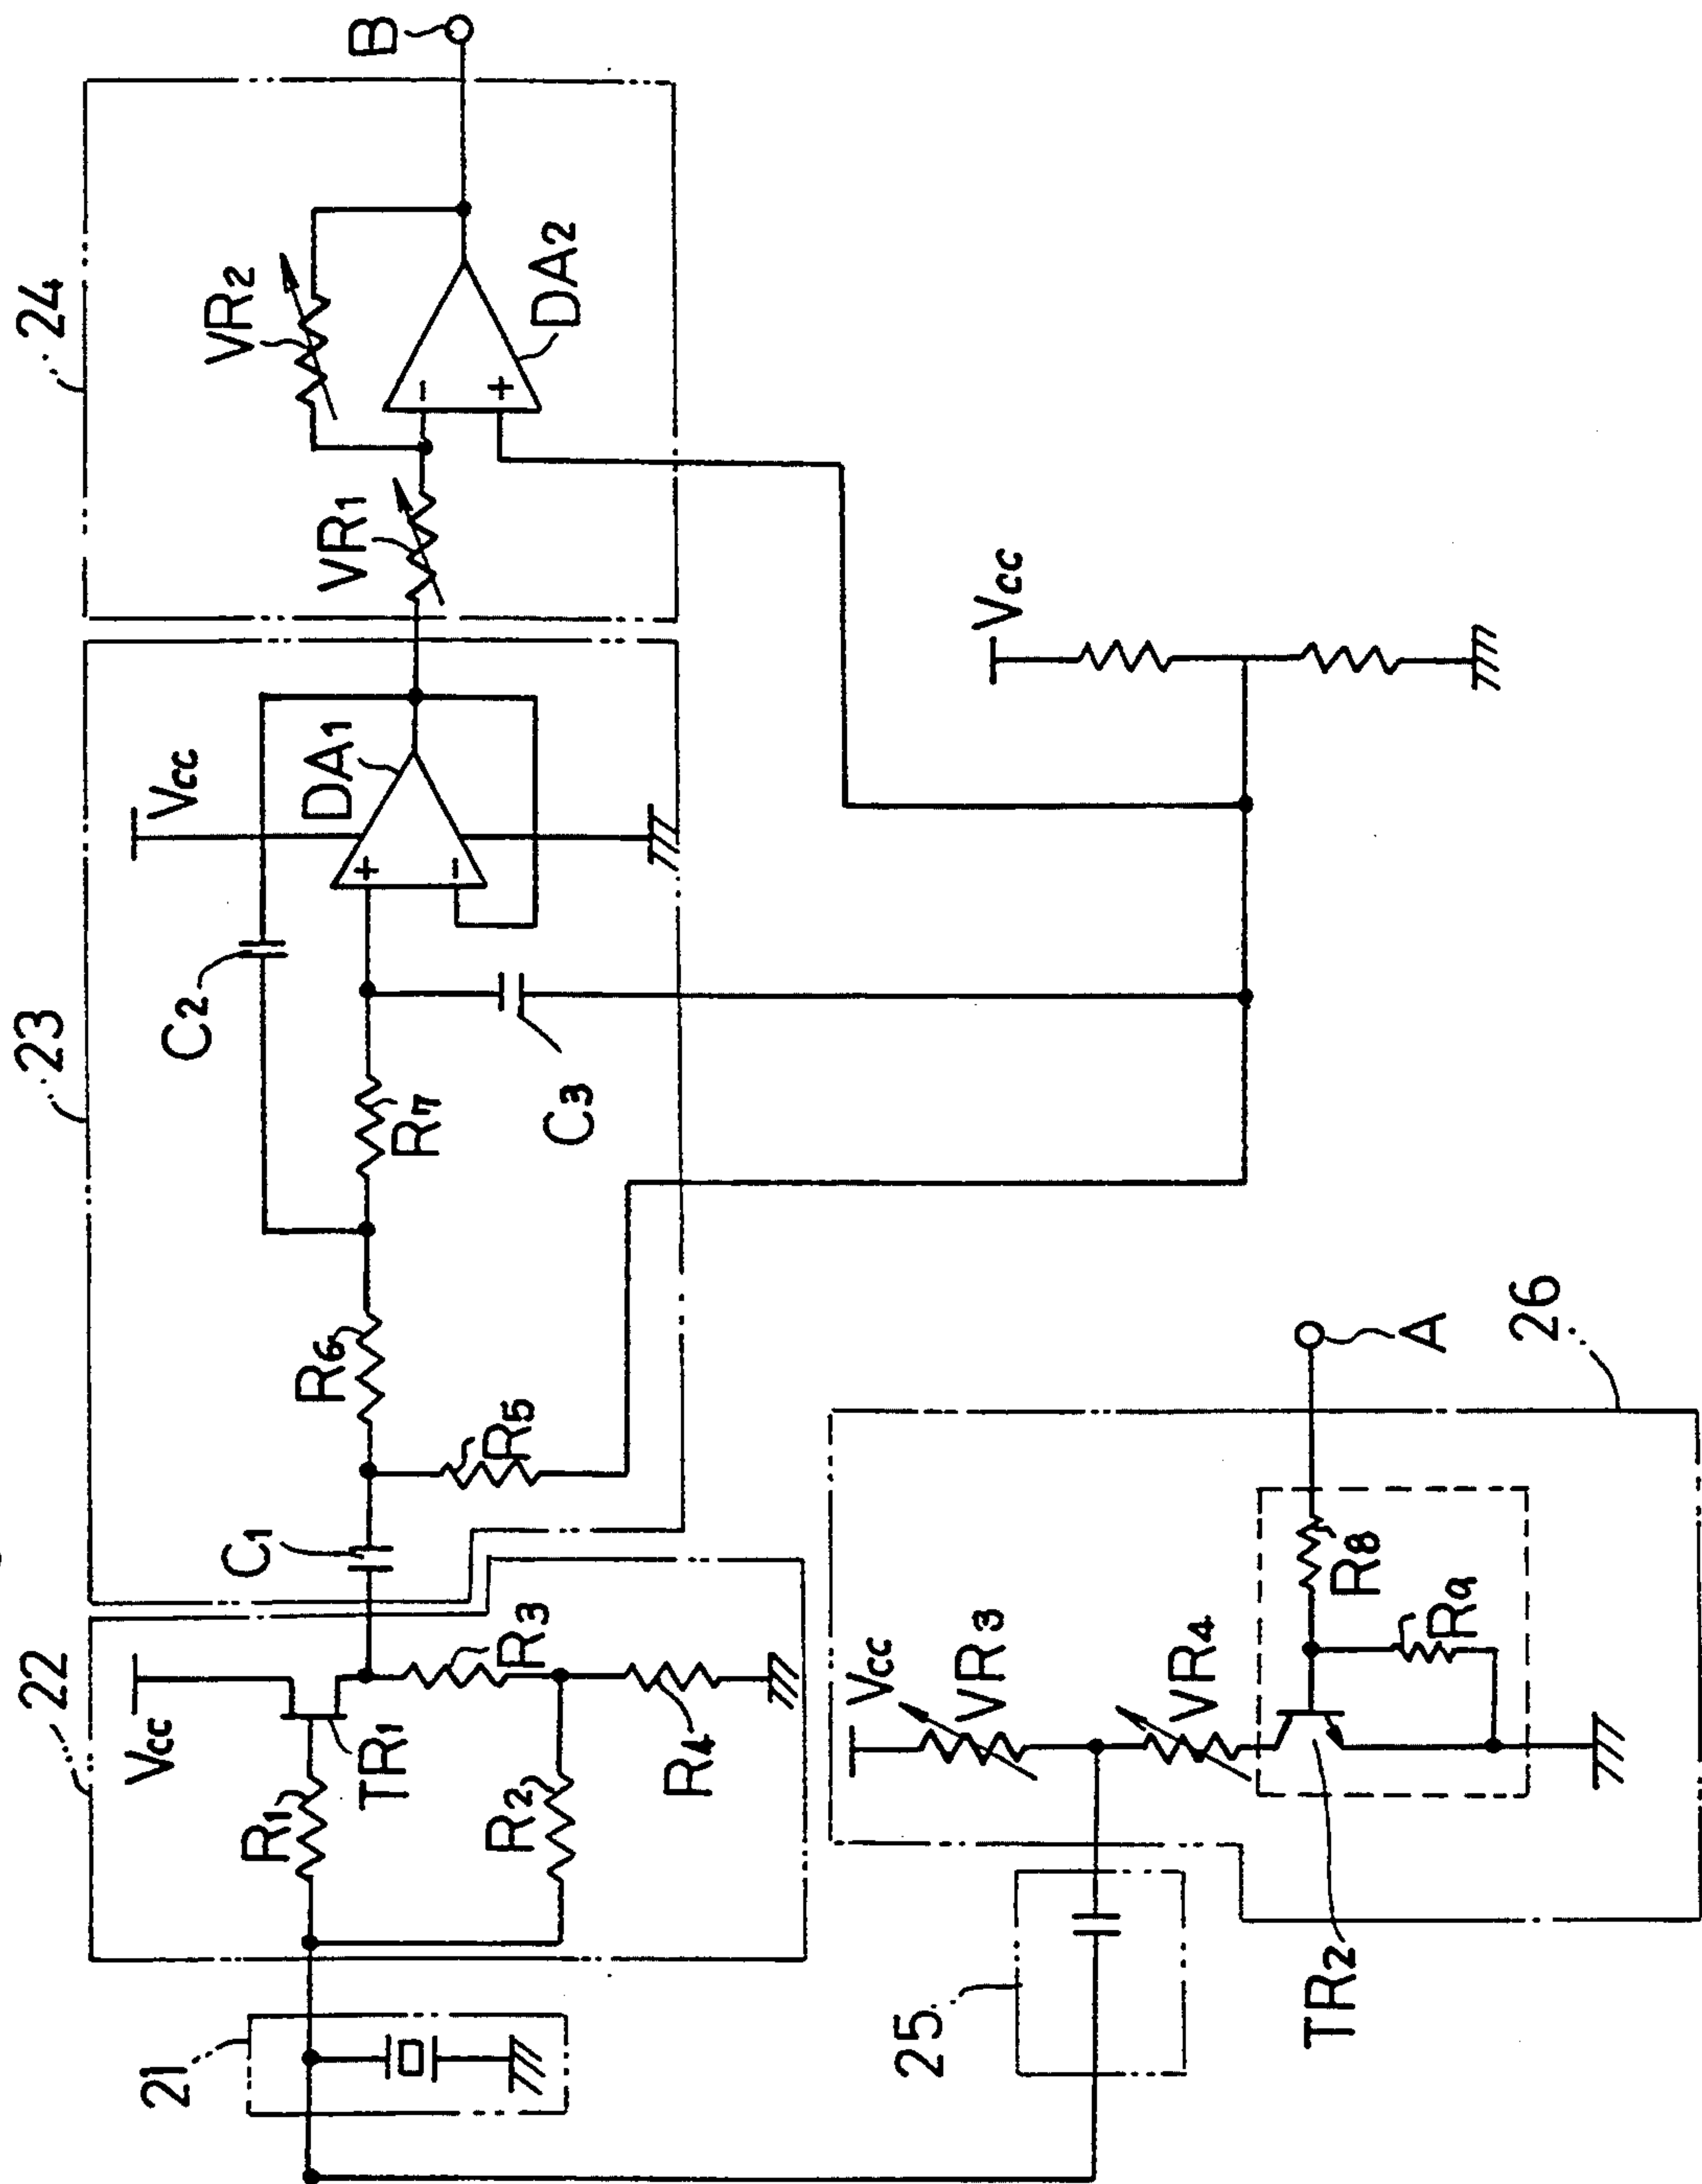 21
22
Vcc
R1
TR1
R2
R3
R4
23
C1
R5
R6
R7
C2
C3
Vcc
DA1
+
−
24
VR1
VR2
−
+
DA2
B
Vcc
25
26
Vcc
VR3
VR4
TR2
R8
Ra
A